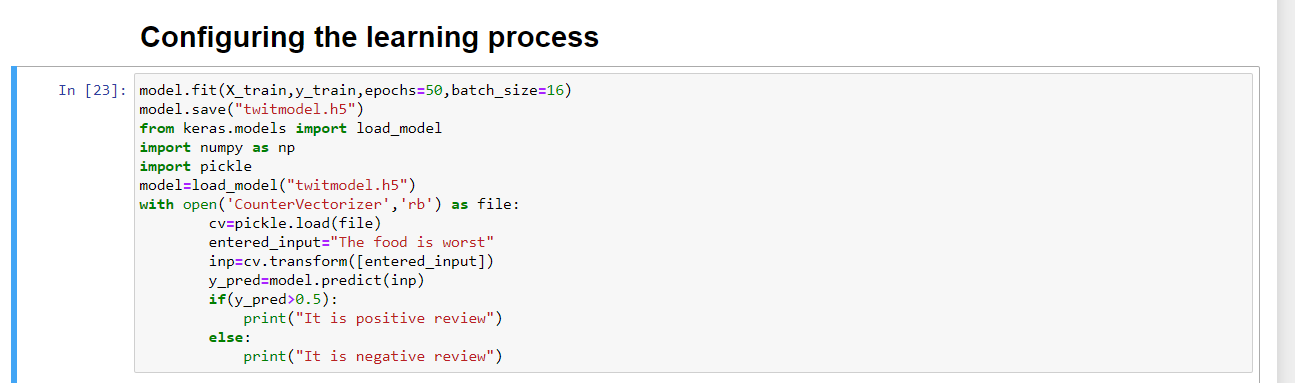 Configuring the learning process
In [23]: model.fit(X_train,y_train,epochs=50,batch_size=16)
model.save("twitmodel.h5")
from keras.models import load_model
import numpy as np
import pickle
model=load_model("twitmodel.h5")
with open('CounterVectorizer','rb') as file:
        cv=pickle.load(file)
        entered_input="The food is worst"
        inp=cv.transform([entered_input])
        y_pred=model.predict(inp)
        if(y_pred>0.5):
            print("It is positive review")
        else:
            print("It is negative review")